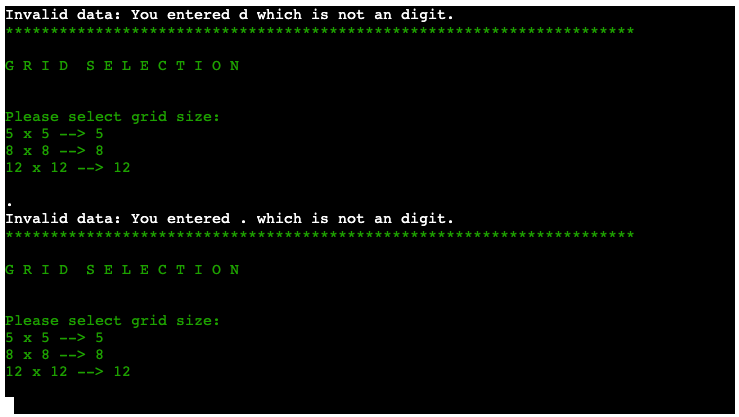 Invalid data: You entered d which is not an digit.
**********************************************************************
G R I D  S E L E C T I O N
Please select grid size:
5 x 5 --> 5
8 x 8 --> 8
12 x 12 --> 12
.
Invalid data: You entered . which is not an digit.
**********************************************************************
G R I D  S E L E C T I O N
Please select grid size:
5 x 5 --> 5
8 x 8 --> 8
12 x 12 --> 12